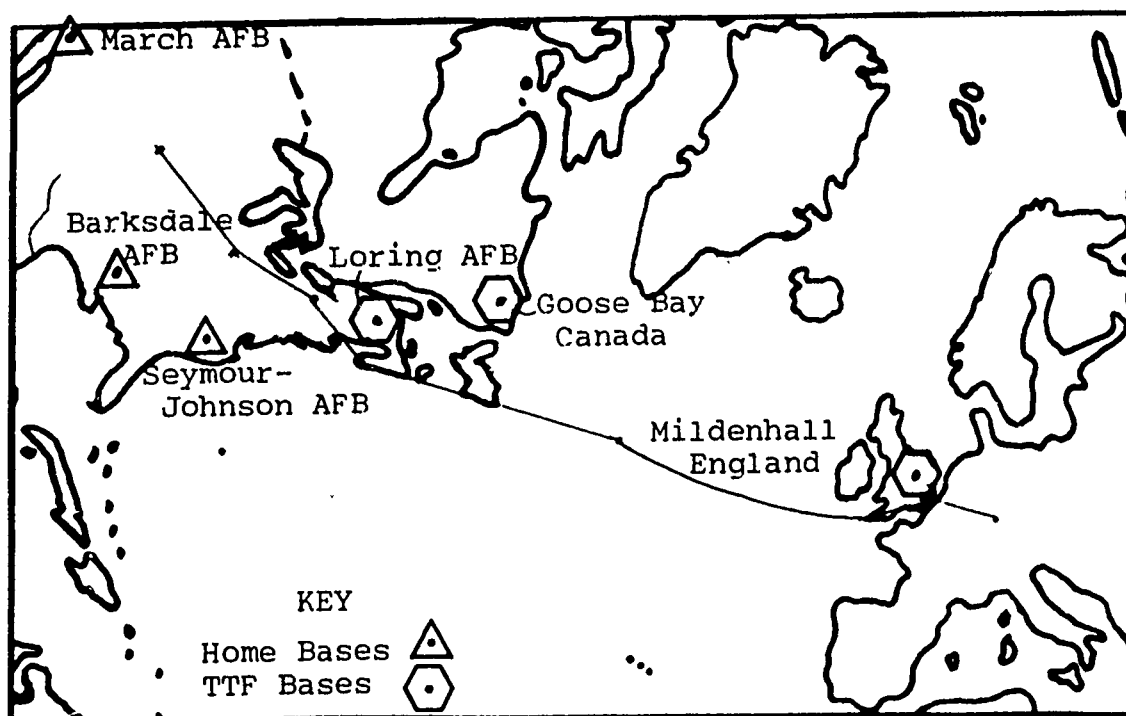 March AFB
Barksdale
AFB
Loring AFB
Goose Bay
Canada
Seymour-
Johnson AFB
Mildenhall
England
KEY
Home Bases
TTF Bases